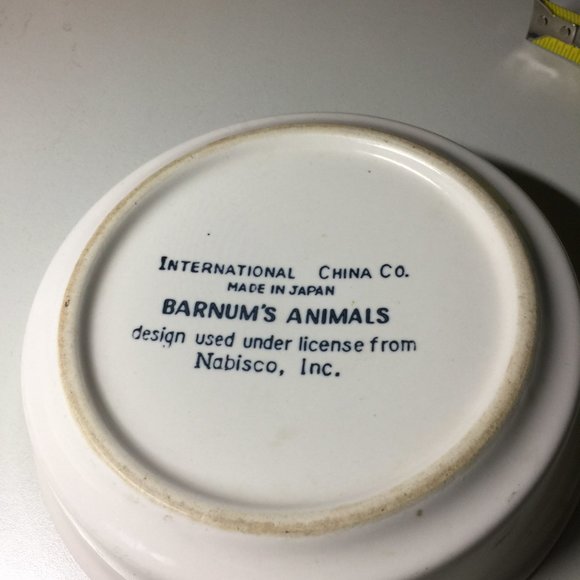 INTERNATIONAL CHINA CO.
MADE IN JAPAN
BARNUM'S ANIMALS
design used under license from
Nabisco, Inc.